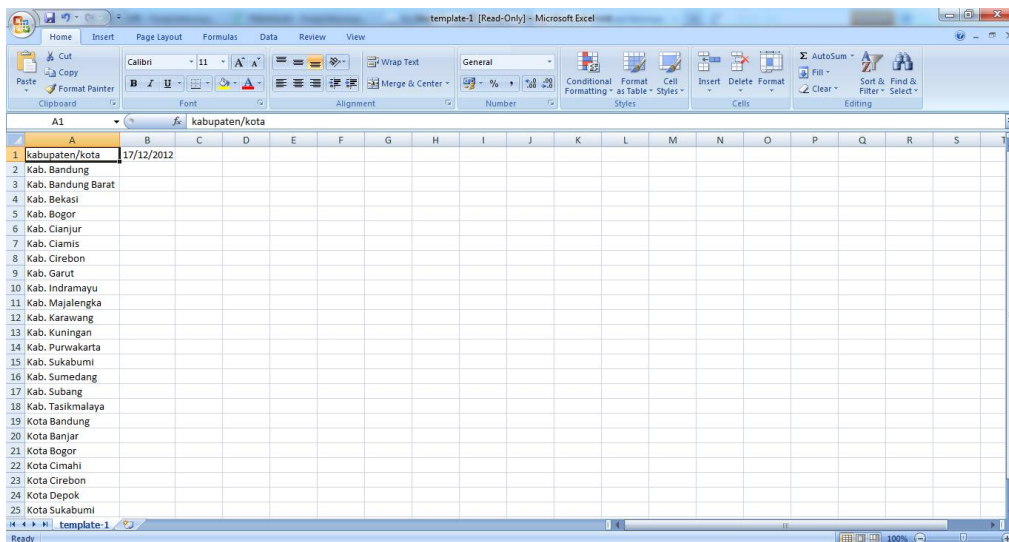 template-1 [Read-Only] - Microsoft Excel
Home Insert Page Layout Formulas Data Review View
Paste
Cut
Copy
Format Painter
Clipboard
Calibri 11 A A
B I U A
Font
Wrap Text
Merge & Center
Alignment
General
% ,
Number
Conditional Formatting
Format as Table
Cell Styles
Styles
Insert Delete Format
Cells
Σ AutoSum
Fill
Clear
Sort & Filter
Find & Select
Editing
A1 fx kabupaten/kota
A B C D E F G H I J K L M N O P Q R S T
1 kabupaten/kota 17/12/2012
2 Kab. Bandung
3 Kab. Bandung Barat
4 Kab. Bekasi
5 Kab. Bogor
6 Kab. Cianjur
7 Kab. Ciamis
8 Kab. Cirebon
9 Kab. Garut
10 Kab. Indramayu
11 Kab. Majalengka
12 Kab. Karawang
13 Kab. Kuningan
14 Kab. Purwakarta
15 Kab. Sukabumi
16 Kab. Sumedang
17 Kab. Subang
18 Kab. Tasikmalaya
19 Kota Bandung
20 Kota Banjar
21 Kota Bogor
22 Kota Cimahi
23 Kota Cirebon
24 Kota Depok
25 Kota Sukabumi
template-1
Ready 100%